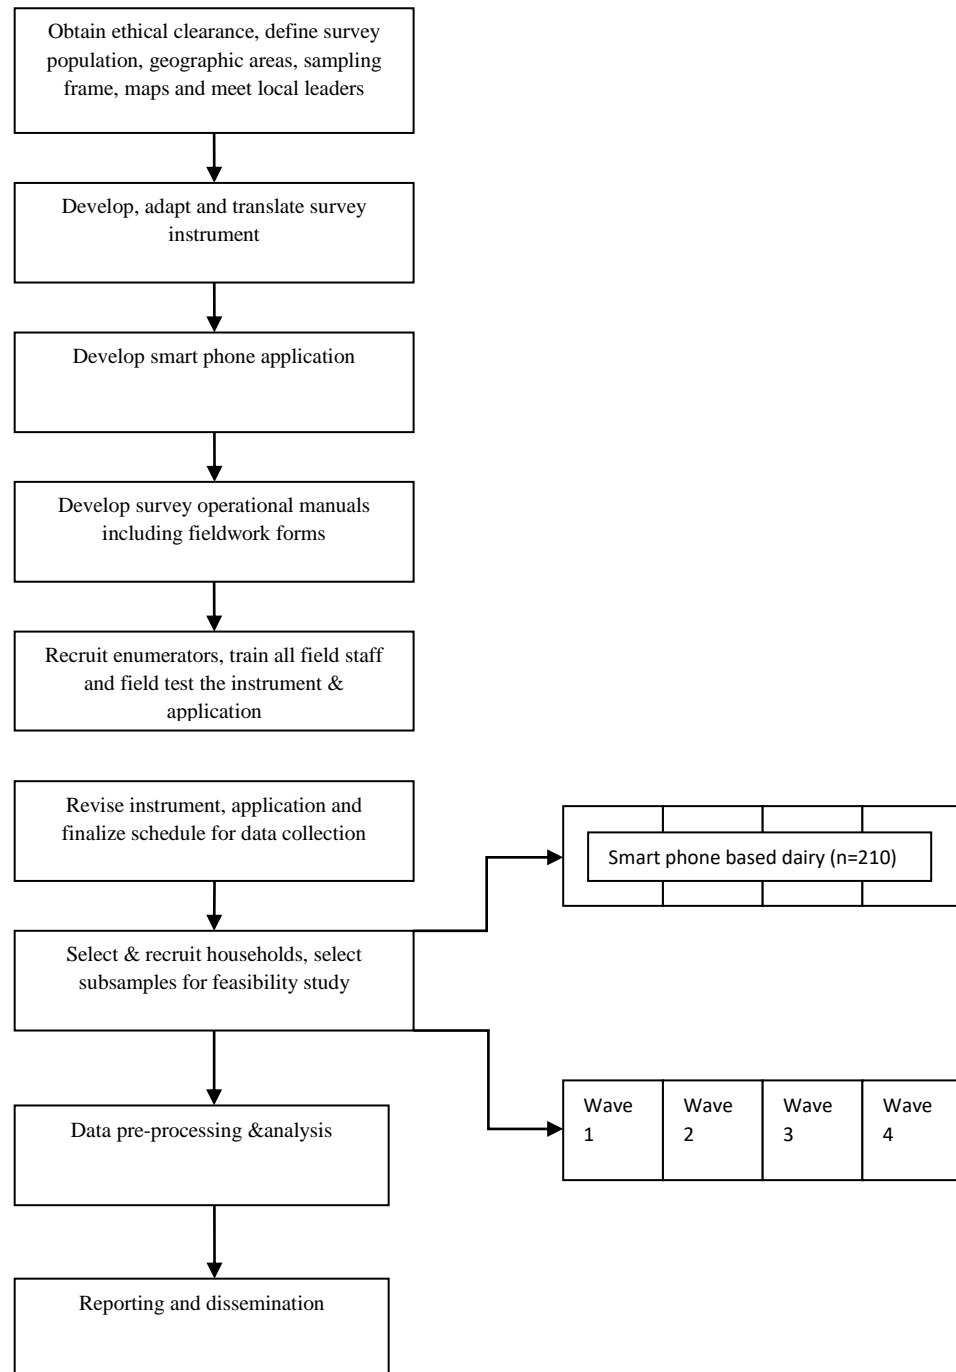 Obtain ethical clearance, define survey
population, geographic areas, sampling
frame, maps and meet local leaders
Develop, adapt and translate survey
instrument
Develop smart phone application
Develop survey operational manuals
including fieldwork forms
Recruit enumerators, train all field staff
and field test the instrument &
application
Revise instrument, application and
finalize schedule for data collection
Smart phone based dairy (n=210)
Select & recruit households, select
subsamples for feasibility study
Wave
1
Wave
2
Wave
3
Wave
4
Data pre-processing &analysis
Reporting and dissemination